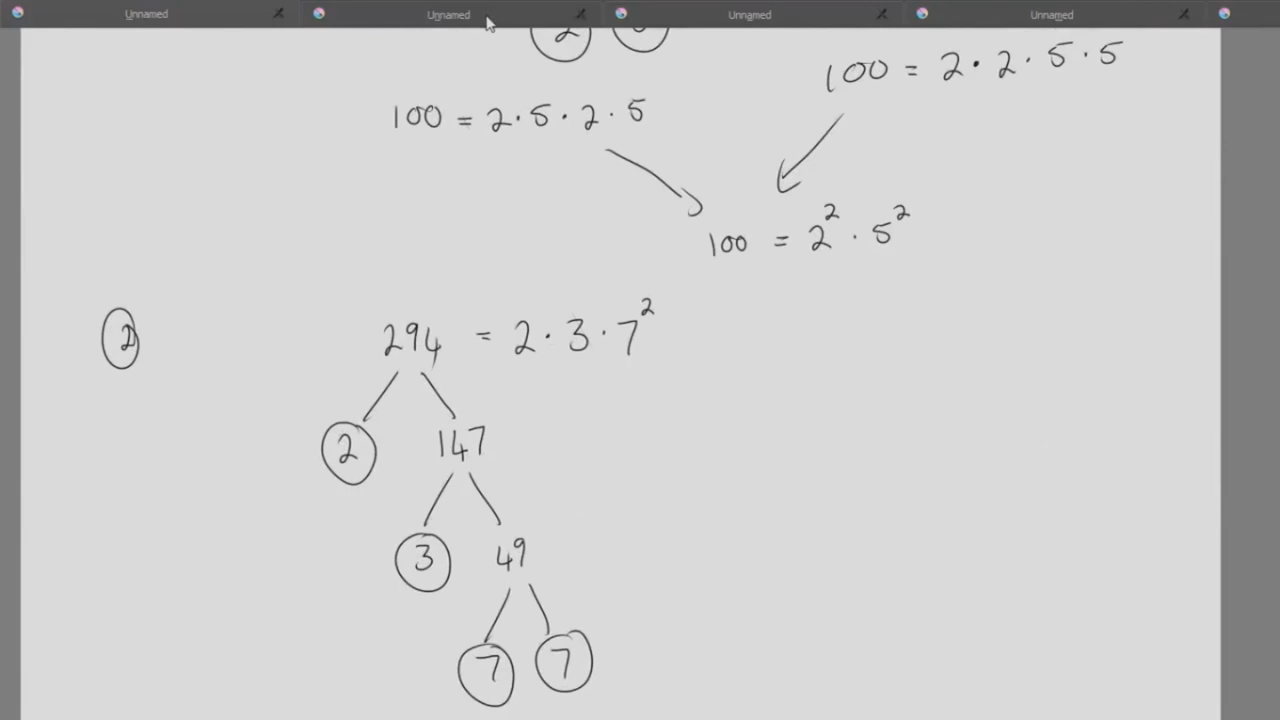 Unnamed Unnamed Unnamed Unnamed
2
100 = 2 · 2 · 5 · 5
100 = 2 · 5 · 2 · 5
100 = 2² · 5²
2 294 = 2 · 3 · 7²
2 147
3 49
7 7